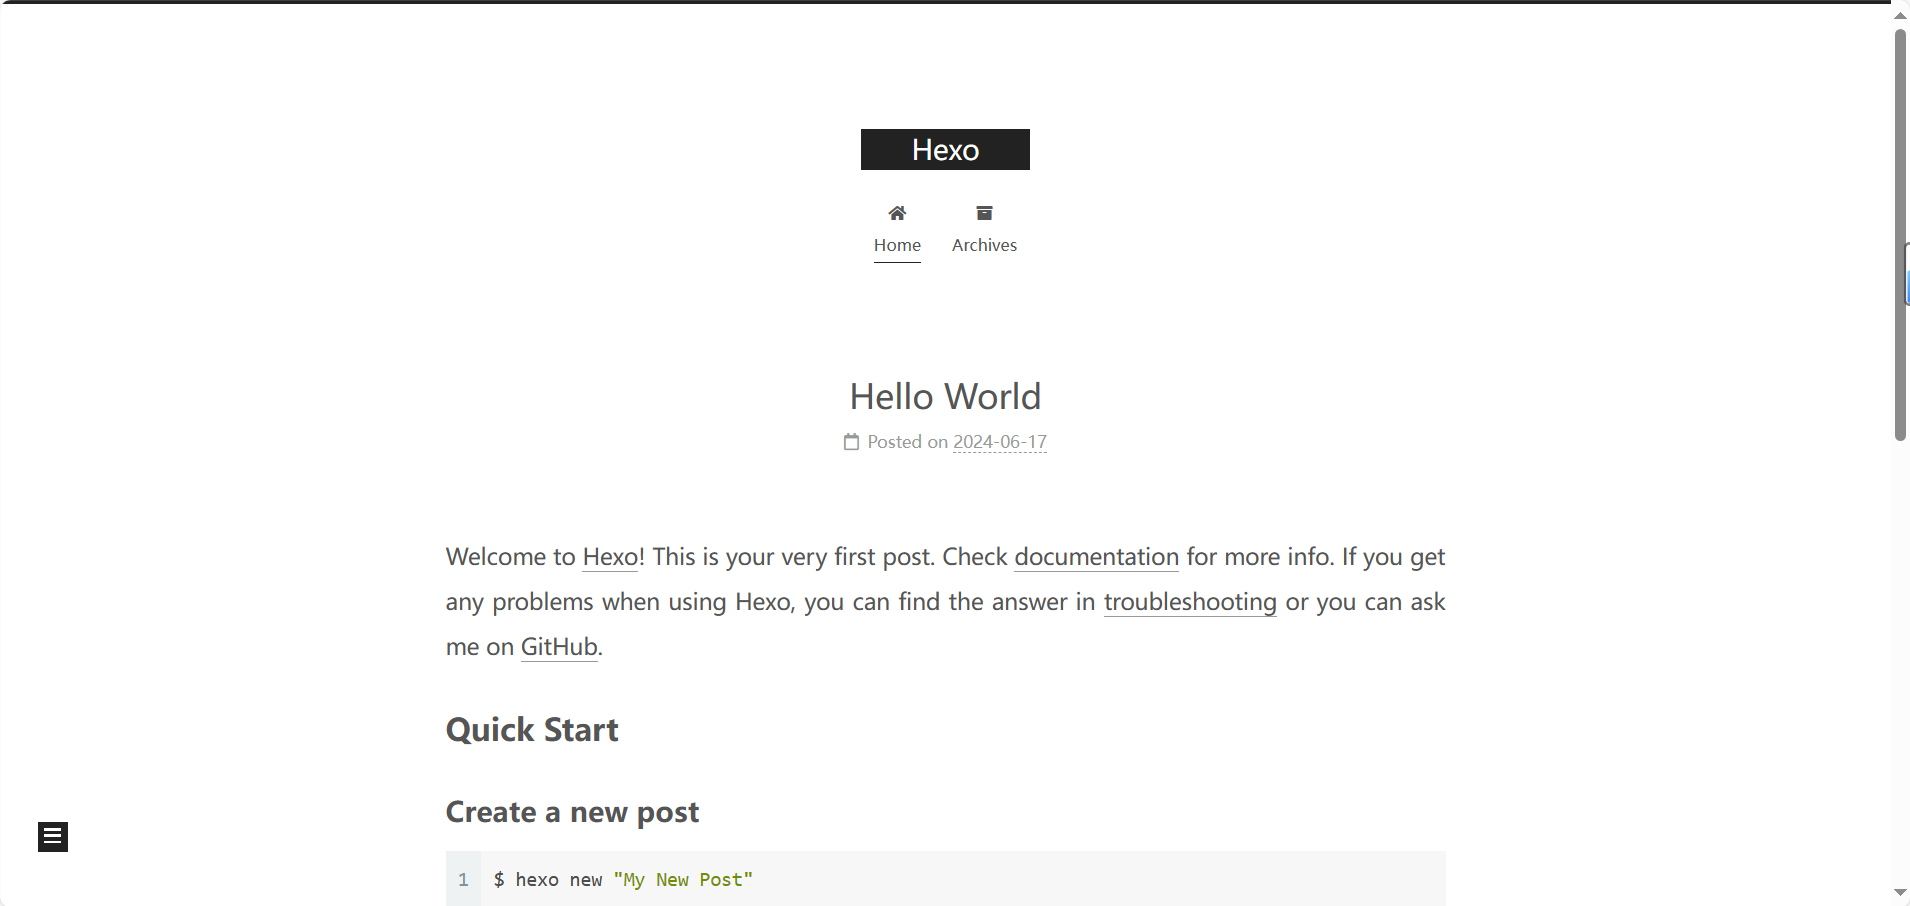 Hexo
Home Archives
Hello World
Posted on 2024-06-17
Welcome to Hexo! This is your very first post. Check documentation for more info. If you get
any problems when using Hexo, you can find the answer in troubleshooting or you can ask
me on GitHub.
Quick Start
Create a new post
1 $ hexo new "My New Post"